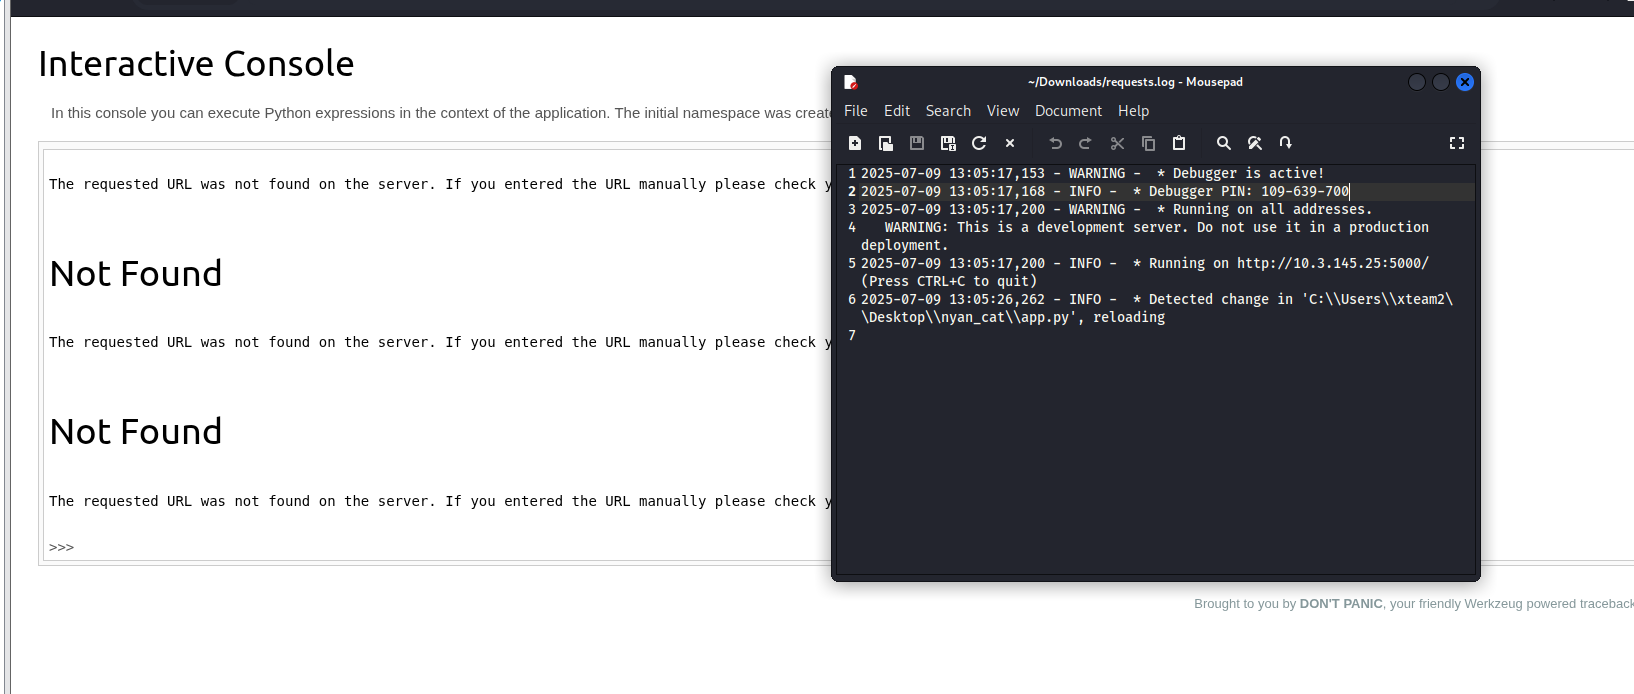 Interactive Console
In this console you can execute Python expressions in the context of the application. The initial namespace was
The requested URL was not found on the server. If you entered the URL manually please check
Not Found
The requested URL was not found on the server. If you entered the URL manually please check
Not Found
The requested URL was not found on the server. If you entered the URL manually please check
>>>
Brought to you by DON'T PANIC, your friendly Werkzeug powered traceback
~/Downloads/requests.log - Mousepad
File Edit Search View Document Help
1 2025-07-09 13:05:17,153 - WARNING -  * Debugger is active!
2 2025-07-09 13:05:17,168 - INFO -  * Debugger PIN: 109-639-700
3 2025-07-09 13:05:17,200 - WARNING -  * Running on all addresses.
4    WARNING: This is a development server. Do not use it in a production
deployment.
5 2025-07-09 13:05:17,200 - INFO -  * Running on http://10.3.145.25:5000/
(Press CTRL+C to quit)
6 2025-07-09 13:05:26,262 - INFO -  * Detected change in 'C:\\Users\\xteam2\
\Desktop\\nyan_cat\\app.py', reloading
7